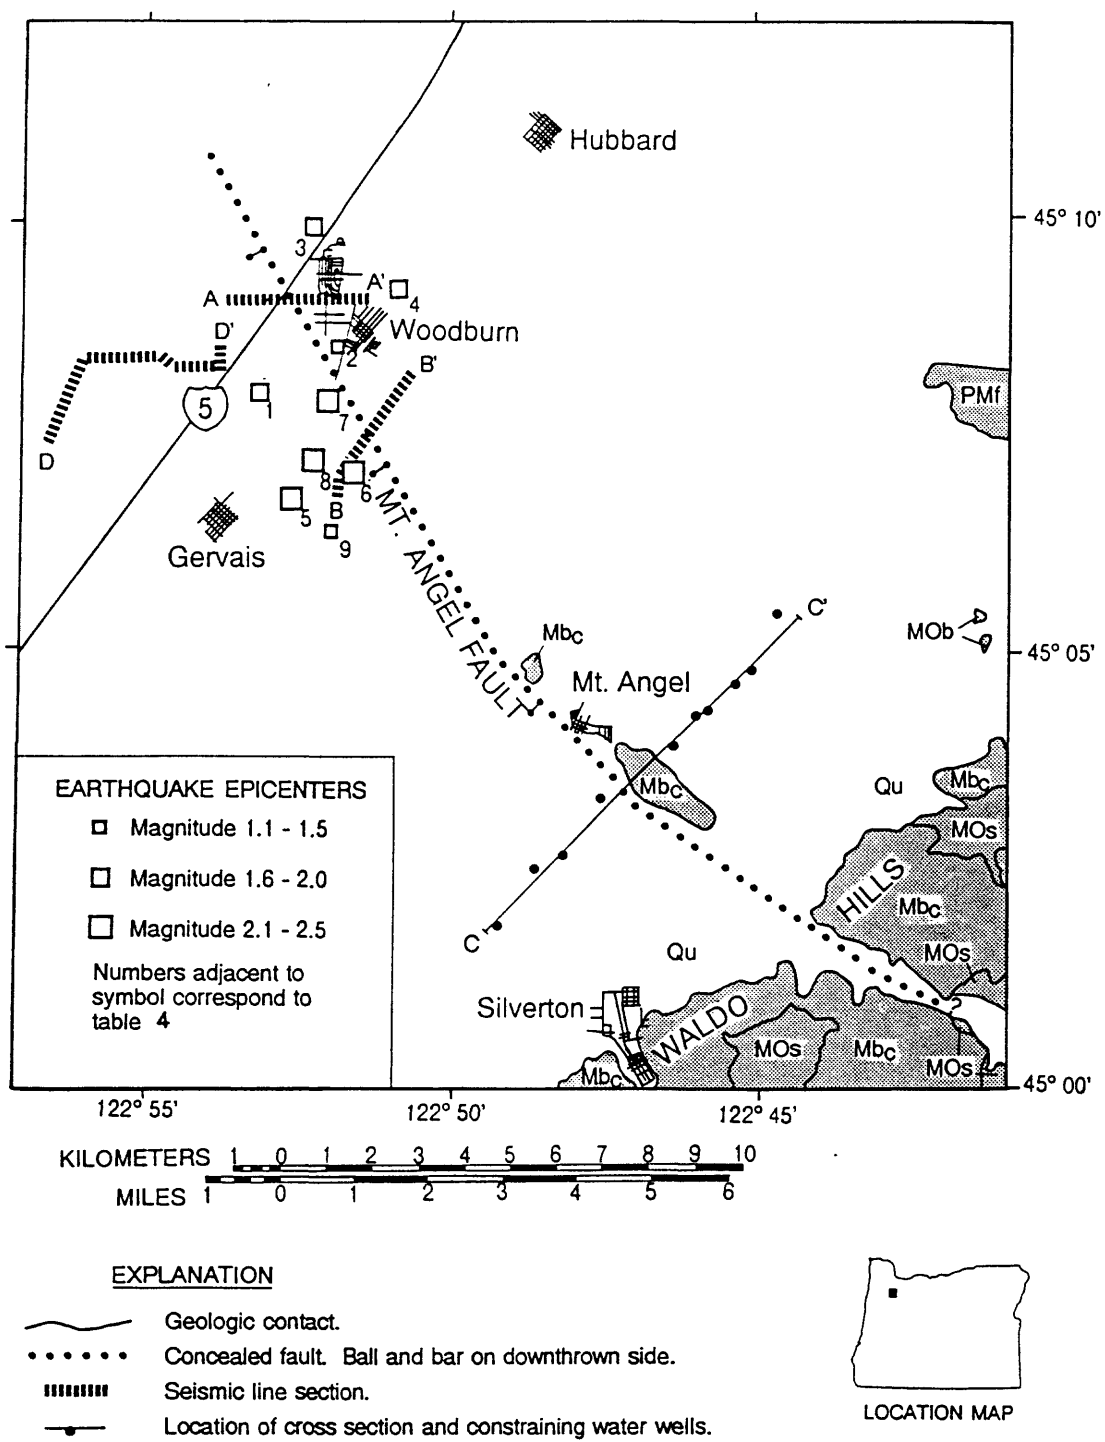 Hubbard
45° 10'
3
A
A'
4
Woodburn
D'
2
B'
1
5
7
PMf
D
8
6
5
B
9
Gervais
MT. ANGEL FAULT
C'
Mbc
MOb
45° 05'
Mt. Angel
Mbc
Qu
Mbc
MOs
HILLS
Mbc
C
Qu
MOs
?
Silverton
WALDO
MOs
Mbc
MOs
Mbc
45° 00'
EARTHQUAKE EPICENTERS
Magnitude 1.1 - 1.5
Magnitude 1.6 - 2.0
Magnitude 2.1 - 2.5
Numbers adjacent to
symbol correspond to
table 4
122° 55' 122° 50' 122° 45'
KILOMETERS 1 0 1 2 3 4 5 6 7 8 9 10
MILES 1 0 1 2 3 4 5 6
EXPLANATION
Geologic contact.
Concealed fault. Ball and bar on downthrown side.
Seismic line section.
Location of cross section and constraining water wells.
LOCATION MAP